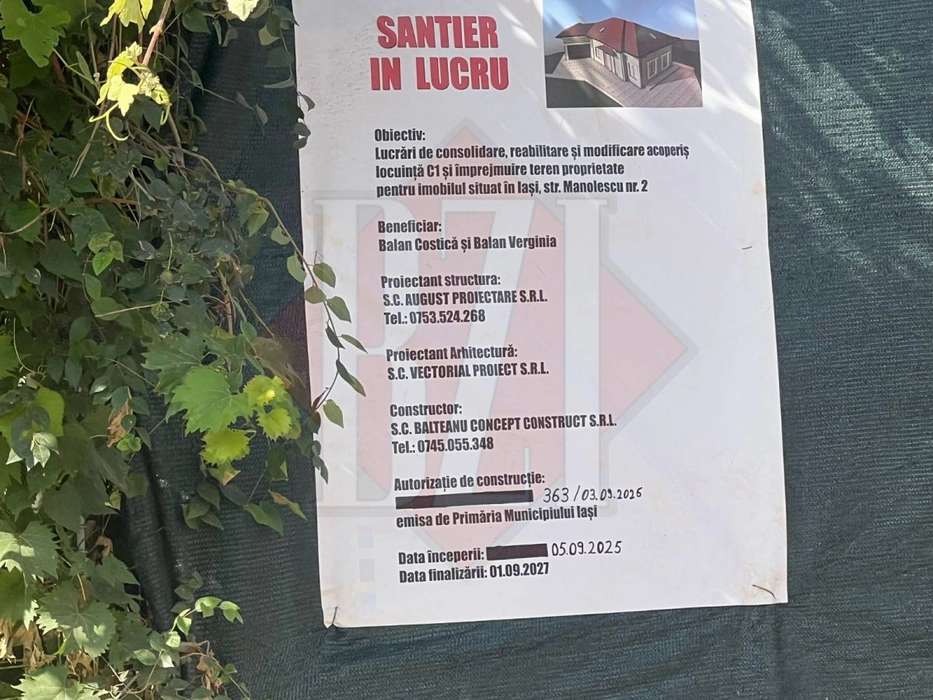 SANTIER
IN LUCRU
Obiectiv:
Lucrări de consolidare, reabilitare și modificare acoperiș
locuință C1 și împrejmuire teren proprietate
pentru imobilul situat în Iași, str. Manolescu nr. 2
Beneficiar:
Balan Costică și Balan Verginia
Proiectant structura:
S.C. AUGUST PROIECTARE S.R.L.
Tel.: 0753.524.268
Proiectant Arhitectură:
S.C. VECTORIAL PROIECT S.R.L.
Constructor:
S.C. BALTEANU CONCEPT CONSTRUCT S.R.L.
Tel.: 0745.055.348
Autorizație de construcție:
363/03.09.2025
emisa de Primăria Municipiului Iași
Data începerii: 05.09.2025
Data finalizării: 01.09.2027
BZI